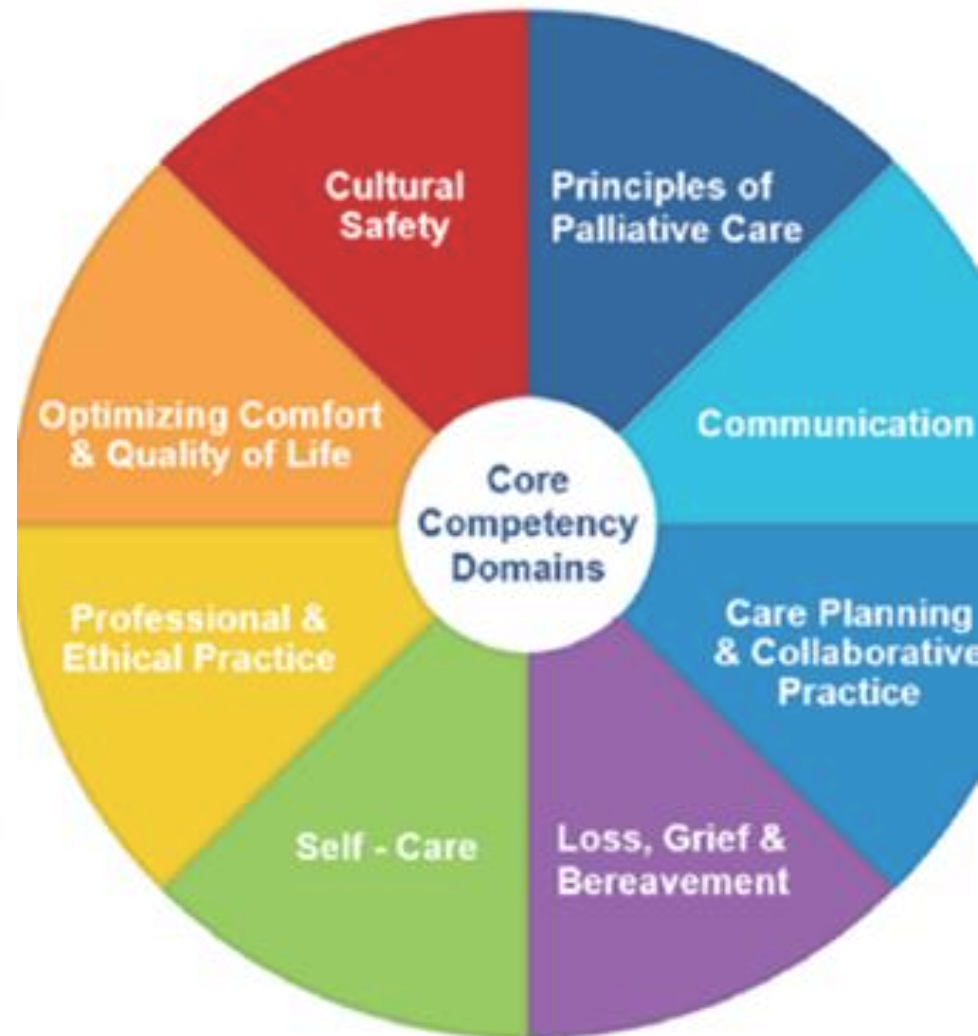 Cultural
Safety
Principles of
Palliative Care
Communication
Care Planning
& Collaborative
Practice
Loss, Grief &
Bereavement
Self - Care
Professional &
Ethical Practice
Optimizing Comfort
& Quality of Life
Core
Competency
Domains